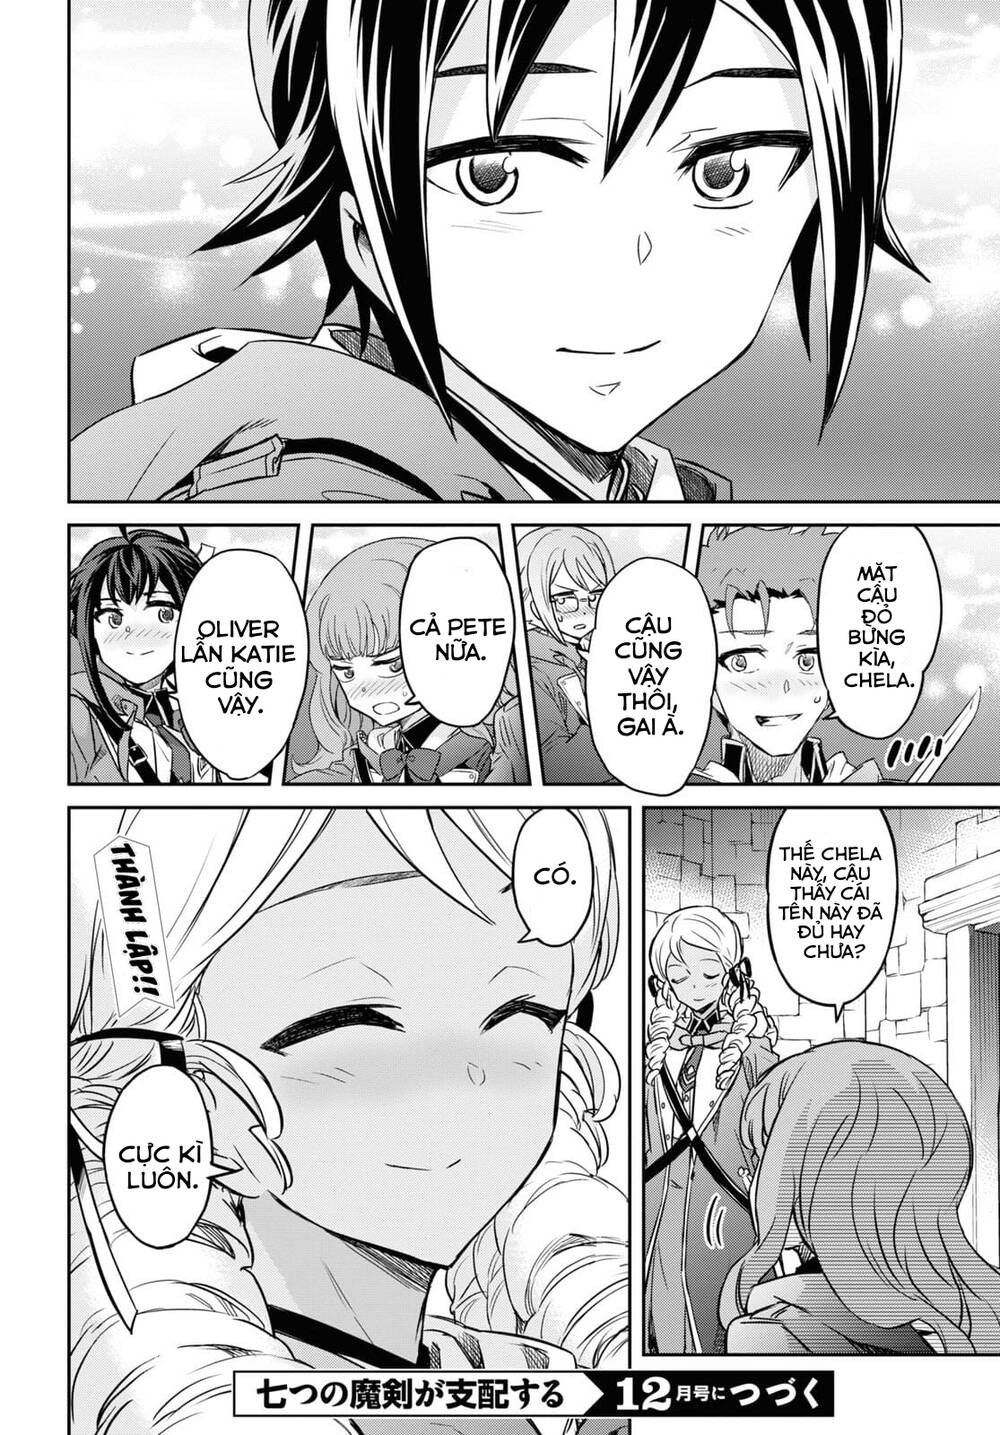 MẶT
CẬU
ĐỎ
BỪNG
KÌA,
CHELA.
CẬU
CŨNG
VẬY
THÔI,
GAI À.
CẢ PETE
NỮA.
OLIVER
LẪN KATIE
CŨNG
VẬY.
THẾ CHELA
NÀY, CẬU
THẤY CÁI
TÊN NÀY ĐÃ
ĐỦ HAY
CHƯA?
CÓ.
THÀNH LẬP!!
CỰC KÌ
LUÔN.
七つの魔剣が支配する 12月号につづく